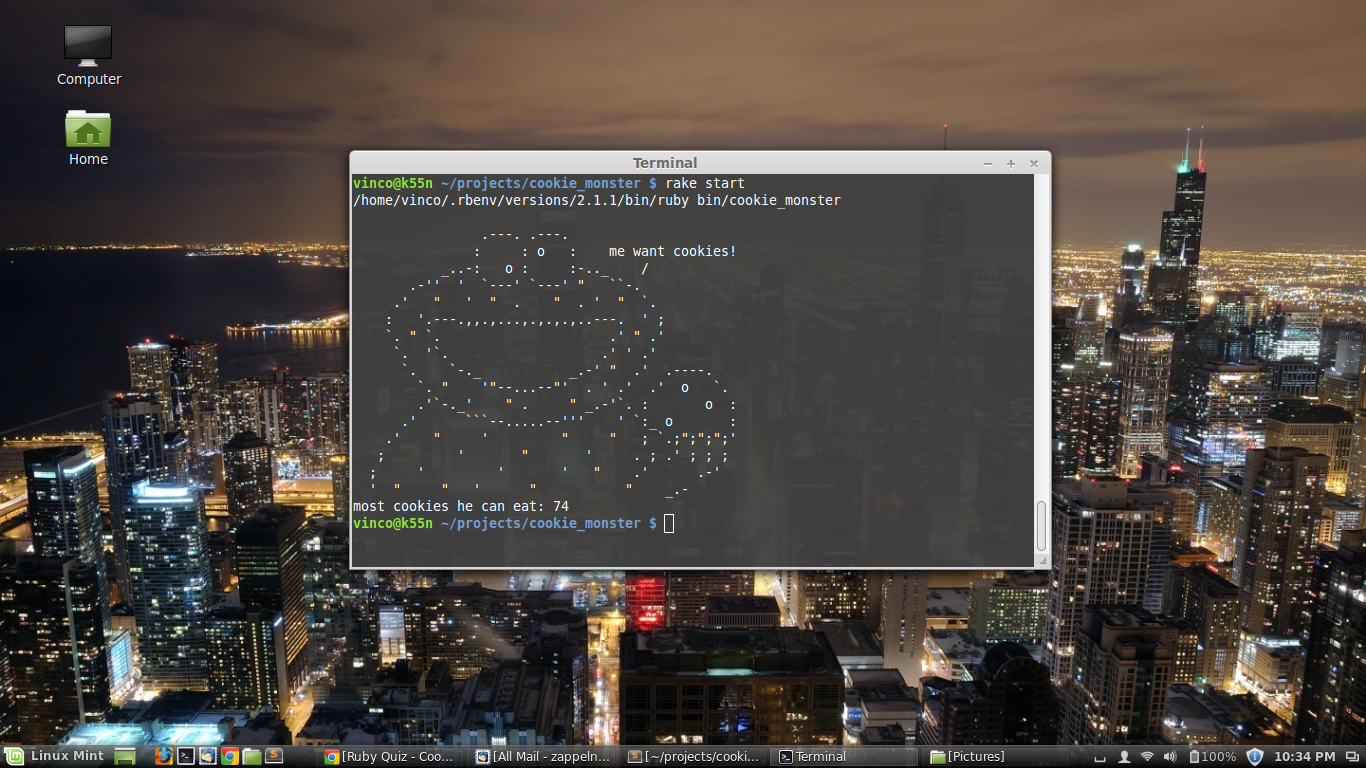 Computer
Home
Terminal
vinco@k55n ~/projects/cookie_monster $ rake start
/home/vinco/.rbenv/versions/2.1.1/bin/ruby bin/cookie_monster
me want cookies!
most cookies he can eat: 74
vinco@k55n ~/projects/cookie_monster $
Linux Mint
[Ruby Quiz - Coo...
[All Mail - zappeln...
[~/projects/cooki...
Terminal
[Pictures]
100%
10:34 PM